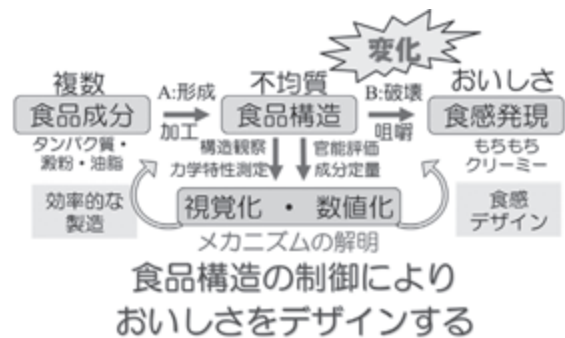 変化
複数
食品成分
タンパク質・
澱粉・油脂
A:形成
加工
不均質
食品構造
B:破壊
咀嚼
おいしさ
食感発現
もちもち
クリーミー
構造観察
力学特性測定
官能評価
成分定量
効率的な
製造
視覚化 ・ 数値化
メカニズムの解明
食感
デザイン
食品構造の制御により
おいしさをデザインする